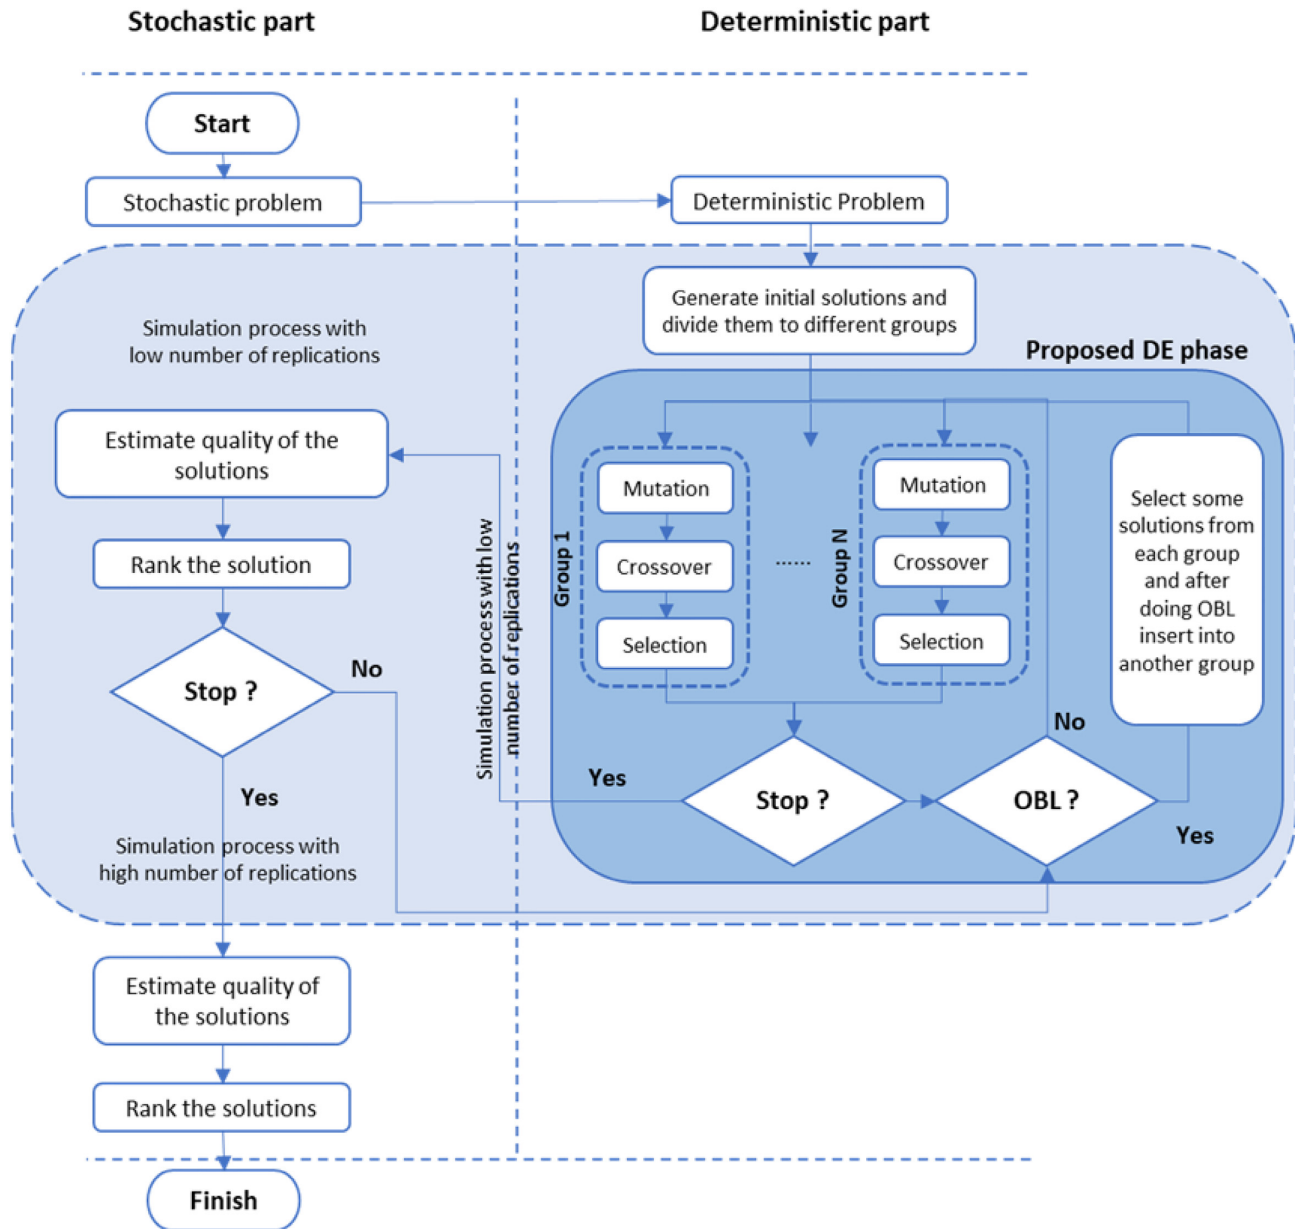 Stochastic part
Deterministic part
Start
Stochastic problem
Deterministic Problem
Generate initial solutions and
divide them to different groups
Simulation process with
low number of replications
Proposed DE phase
Estimate quality of the
solutions
Rank the solution
Stop ?
No
Yes
Simulation process with low
number of replications
Group 1
Mutation
Crossover
Selection
......
Group N
Mutation
Crossover
Selection
Select some
solutions from
each group
and after
doing OBL
insert into
another group
Yes
Stop ?
OBL ?
No
Yes
Simulation process with
high number of replications
Estimate quality of
the solutions
Rank the solutions
Finish